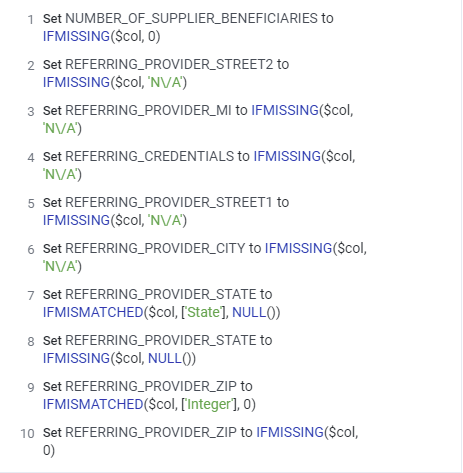 1 Set NUMBER_OF_SUPPLIER_BENEFICIARIES to
IFMISSING($col, 0)
2 Set REFERRING_PROVIDER_STREET2 to
IFMISSING($col, 'N\/A')
3 Set REFERRING_PROVIDER_MI to IFMISSING($col,
'N\/A')
4 Set REFERRING_CREDENTIALS to IFMISSING($col,
'N\/A')
5 Set REFERRING_PROVIDER_STREET1 to
IFMISSING($col, 'N\/A')
6 Set REFERRING_PROVIDER_CITY to IFMISSING($col,
'N\/A')
7 Set REFERRING_PROVIDER_STATE to
IFMISMATCHED($col, ['State'], NULL())
8 Set REFERRING_PROVIDER_STATE to
IFMISSING($col, NULL())
9 Set REFERRING_PROVIDER_ZIP to
IFMISMATCHED($col, ['Integer'], 0)
10 Set REFERRING_PROVIDER_ZIP to IFMISSING($col,
0)